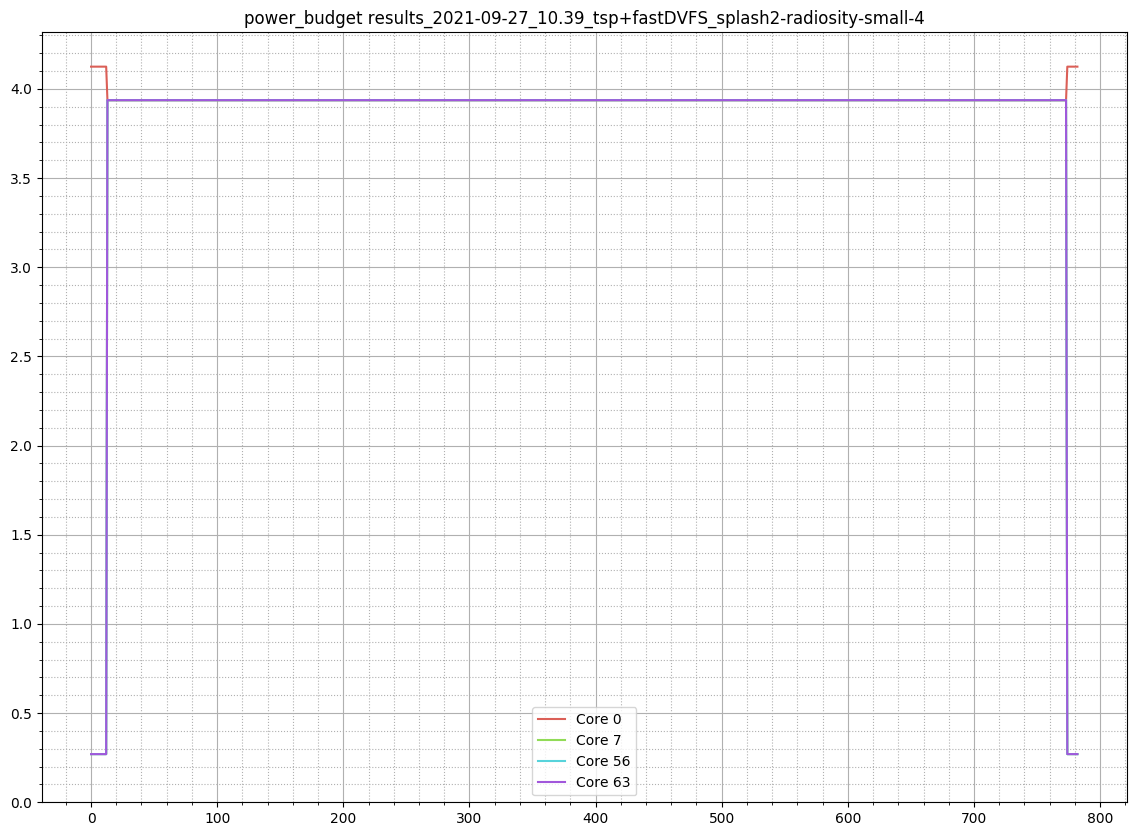 power_budget results_2021-09-27_10.39_tsp+fastDVFS_splash2-radiosity-small-4
4.0
3.5
3.0
2.5
2.0
1.5
1.0
0.5
0.0
Core 0
Core 7
Core 56
Core 63
0 100 200 300 400 500 600 700 800